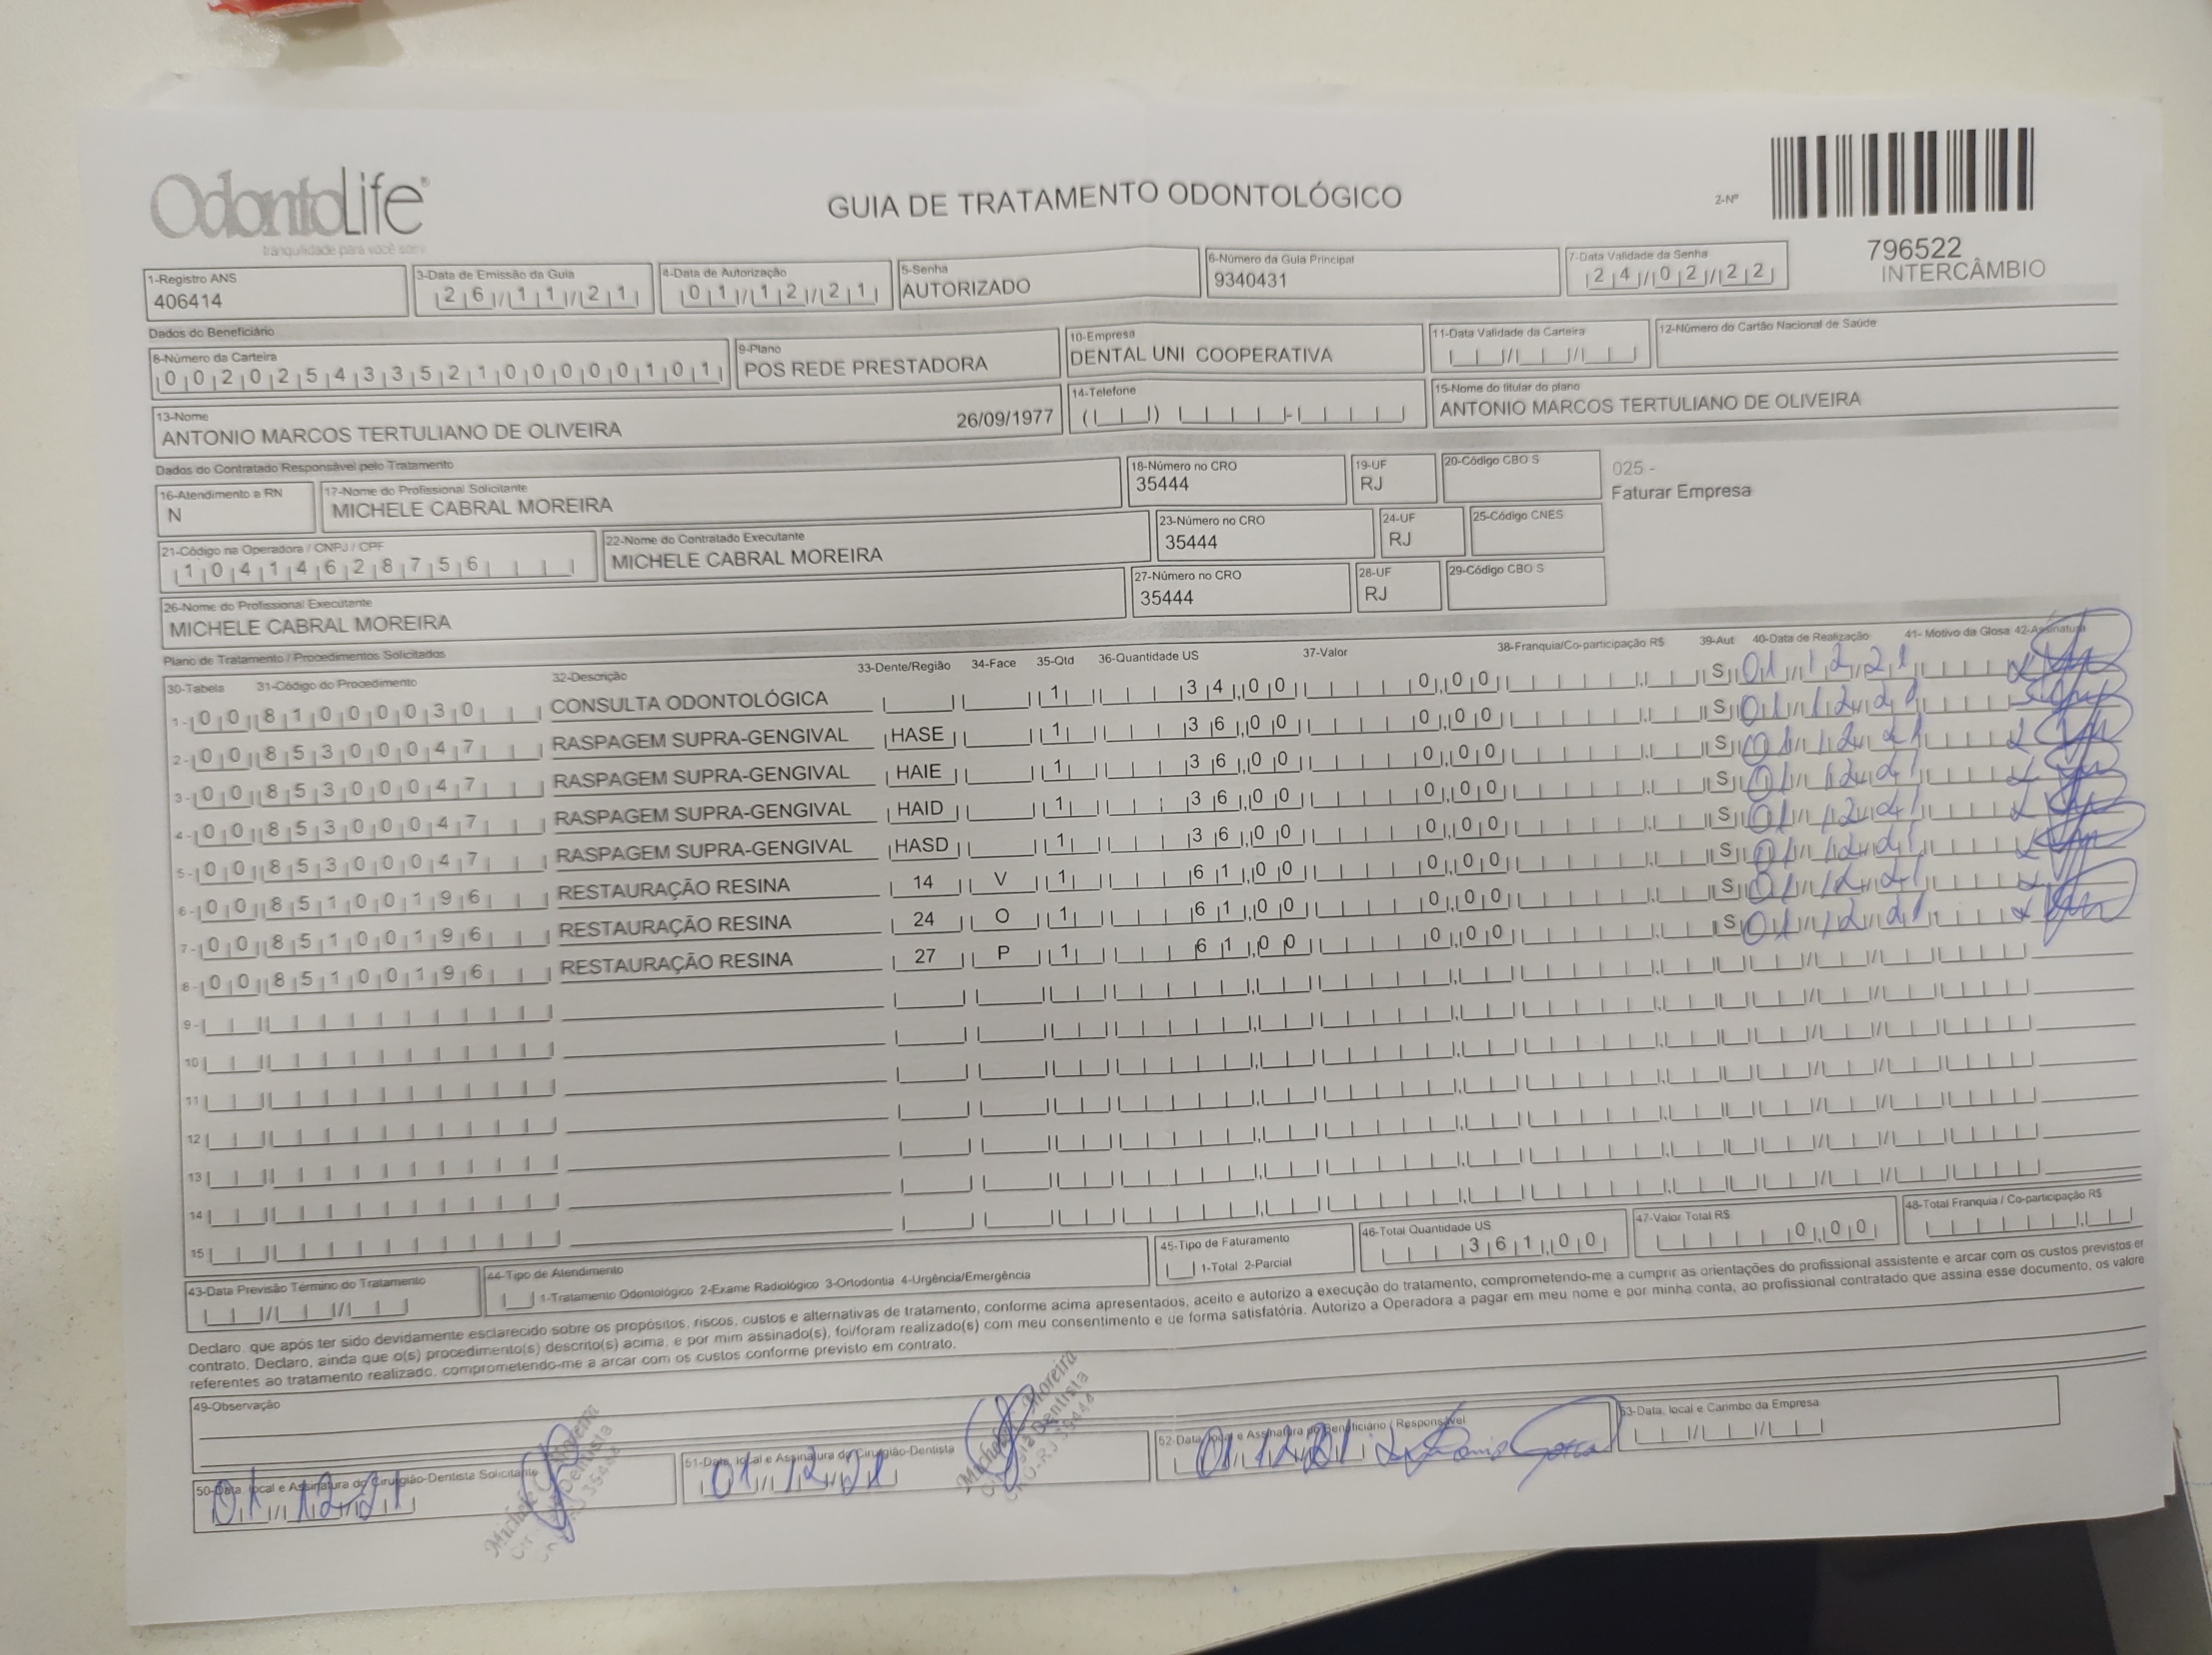 OdontoLife®
tranquilidade para você sorrir
GUIA DE TRATAMENTO ODONTOLÓGICO
2-Nº
796522
INTERCÂMBIO
1-Registro ANS
406414
3-Data de Emissão da Guia
26/11/21
4-Data de Autorização
01/12/21
5-Senha
AUTORIZADO
6-Número da Guia Principal
9340431
7-Data Validade da Senha
24/02/22
Dados do Beneficiário
8-Número da Carteira
00202543352100000101
9-Plano
POS REDE PRESTADORA
10-Empresa
DENTAL UNI COOPERATIVA
11-Data Validade da Carteira
12-Número do Cartão Nacional de Saúde
13-Nome
ANTONIO MARCOS TERTULIANO DE OLIVEIRA 26/09/1977
14-Telefone
15-Nome do titular do plano
ANTONIO MARCOS TERTULIANO DE OLIVEIRA
Dados do Contratado Responsável pelo Tratamento
16-Atendimento a RN
N
17-Nome do Profissional Solicitante
MICHELE CABRAL MOREIRA
18-Número no CRO
35444
19-UF
RJ
20-Código CBO S
025 -
Faturar Empresa
21-Código na Operadora / CNPJ / CPF
10414628756
22-Nome do Contratado Executante
MICHELE CABRAL MOREIRA
23-Número no CRO
35444
24-UF
RJ
25-Código CNES
26-Nome do Profissional Executante
MICHELE CABRAL MOREIRA
27-Número no CRO
35444
28-UF
RJ
29-Código CBO S
Plano de Tratamento / Procedimentos Solicitados
30-Tabela 31-Código do Procedimento 32-Descrição 33-Dente/Região 34-Face 35-Qtd 36-Quantidade US 37-Valor 38-Franquia/Co-participação R$ 39-Aut 40-Data de Realização 41- Motivo da Glosa 42-Assinatura
1- 00 81000030 CONSULTA ODONTOLÓGICA 1 34,00 0,00 S 01/12/21
2- 00 85300047 RASPAGEM SUPRA-GENGIVAL HASE 1 36,00 0,00 S 01/12/21
3- 00 85300047 RASPAGEM SUPRA-GENGIVAL HAIE 1 36,00 0,00 S 01/12/21
4- 00 85300047 RASPAGEM SUPRA-GENGIVAL HAID 1 36,00 0,00 S 01/12/21
5- 00 85300047 RASPAGEM SUPRA-GENGIVAL HASD 1 36,00 0,00 S 01/12/21
6- 00 85100196 RESTAURAÇÃO RESINA 14 V 1 61,00 0,00 S 01/12/21
7- 00 85100196 RESTAURAÇÃO RESINA 24 O 1 61,00 0,00 S 01/12/21
8- 00 85100196 RESTAURAÇÃO RESINA 27 P 1 61,00 0,00 S 01/12/21
9-
10
11
12
13
14
15
43-Data Previsão Término do Tratamento
44-Tipo de Atendimento
1-Tratamento Odontológico 2-Exame Radiológico 3-Ortodontia 4-Urgência/Emergência
45-Tipo de Faturamento
1-Total 2-Parcial
46-Total Quantidade US
361,00
47-Valor Total R$
0,00
48-Total Franquia / Co-participação R$
Declaro, que após ter sido devidamente esclarecido sobre os propósitos, riscos, custos e alternativas de tratamento, conforme acima apresentados, aceito e autorizo a execução do tratamento, comprometendo-me a cumprir as orientações do profissional assistente e arcar com os custos previstos
contrato. Declaro, ainda que o(s) procedimento(s) descrito(s) acima, e por mim assinado(s), foi/foram realizado(s) com meu consentimento e de forma satisfatória. Autorizo a Operadora a pagar em meu nome e por minha conta, ao profissional contratado que assina esse documento, os valore
referentes ao tratamento realizado, comprometendo-me a arcar com os custos conforme previsto em contrato.
49-Observação
50-Data, local e Assinatura do Cirurgião-Dentista Solicitante
01/12/21
51-Data, local e Assinatura do Cirurgião-Dentista
01/12/21
52-Data, local e Assinatura do Beneficiário / Responsável
01/12/21
53-Data, local e Carimbo da Empresa